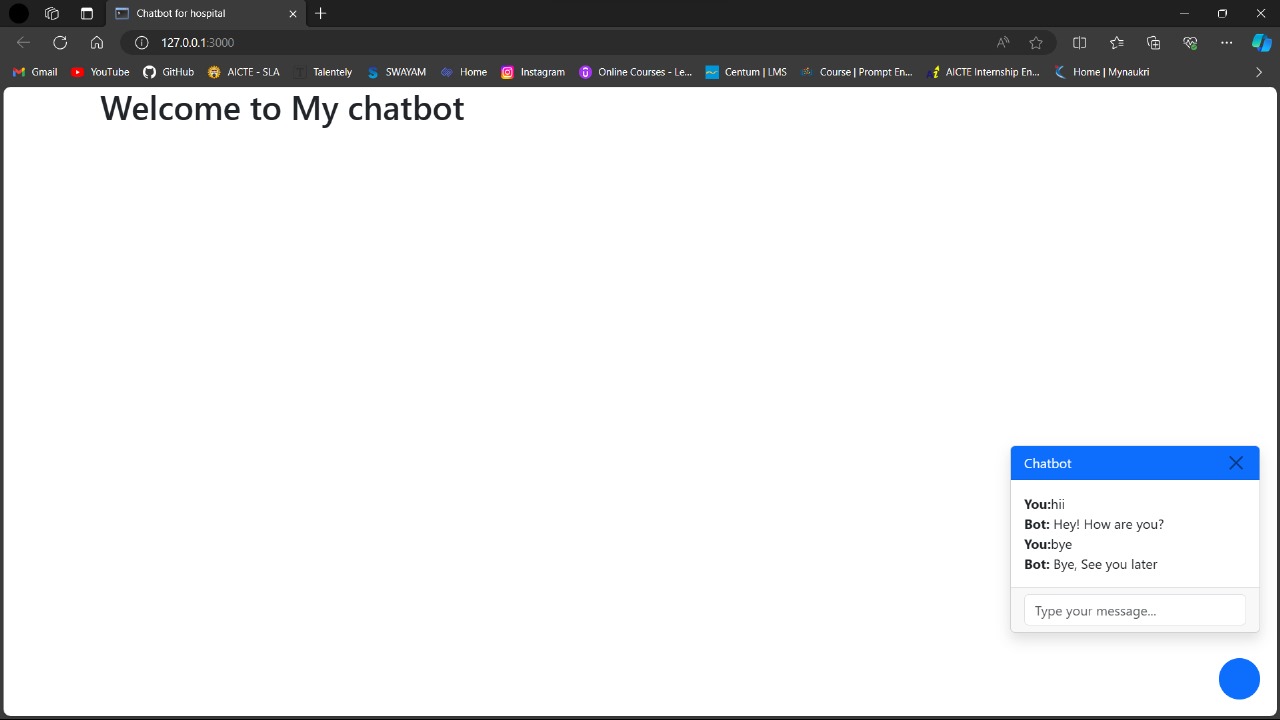 Chatbot for hospital
127.0.0.1:3000
Gmail YouTube GitHub AICTE - SLA Talentely SWAYAM Home Instagram Online Courses - Le... Centum | LMS Course | Prompt En... AICTE Internship En... Home | Mynaukri
Welcome to My chatbot
Chatbot
You:hii
Bot: Hey! How are you?
You:bye
Bot: Bye, See you later
Type your message...